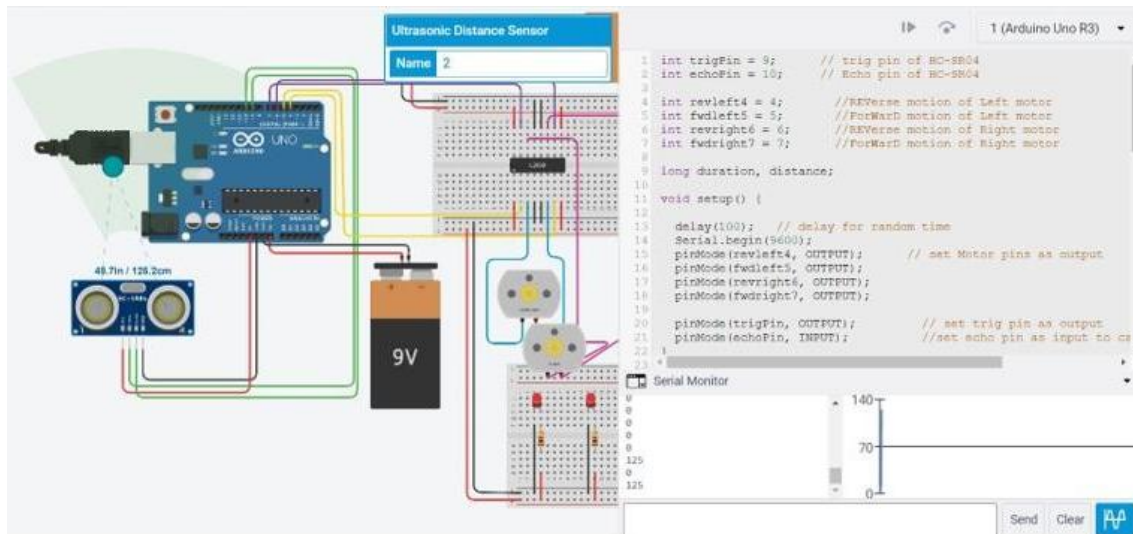 Ultrasonic Distance Sensor
Name 2
1 (Arduino Uno R3)
1 int trigPin = 9; // trig pin of HC-SR04
2 int echoPin = 10; // Echo pin of HC-SR04
3
4 int revleft4 = 4; //REVerse motion of Left motor
5 int fwdleft5 = 5; //ForWarD motion of Left motor
6 int revright6 = 6; //REVerse motion of Right motor
7 int fwdright7 = 7; //ForWarD motion of Right motor
8
9 long duration, distance;
10
11 void setup() {
12
13 delay(100); // delay for random time
14 Serial.begin(9600);
15 pinMode(revleft4, OUTPUT); // set Motor pins as output
16 pinMode(fwdleft5, OUTPUT);
17 pinMode(revright6, OUTPUT);
18 pinMode(fwdright7, OUTPUT);
19
20 pinMode(trigPin, OUTPUT); // set trig pin as output
21 pinMode(echoPin, INPUT); //set echo pin as input to ca
22 }
23
UNO
ARDUINO
HC-SR04
9V
Serial Monitor
0
0
0
0
125
0
125
140
70
0
Send
Clear